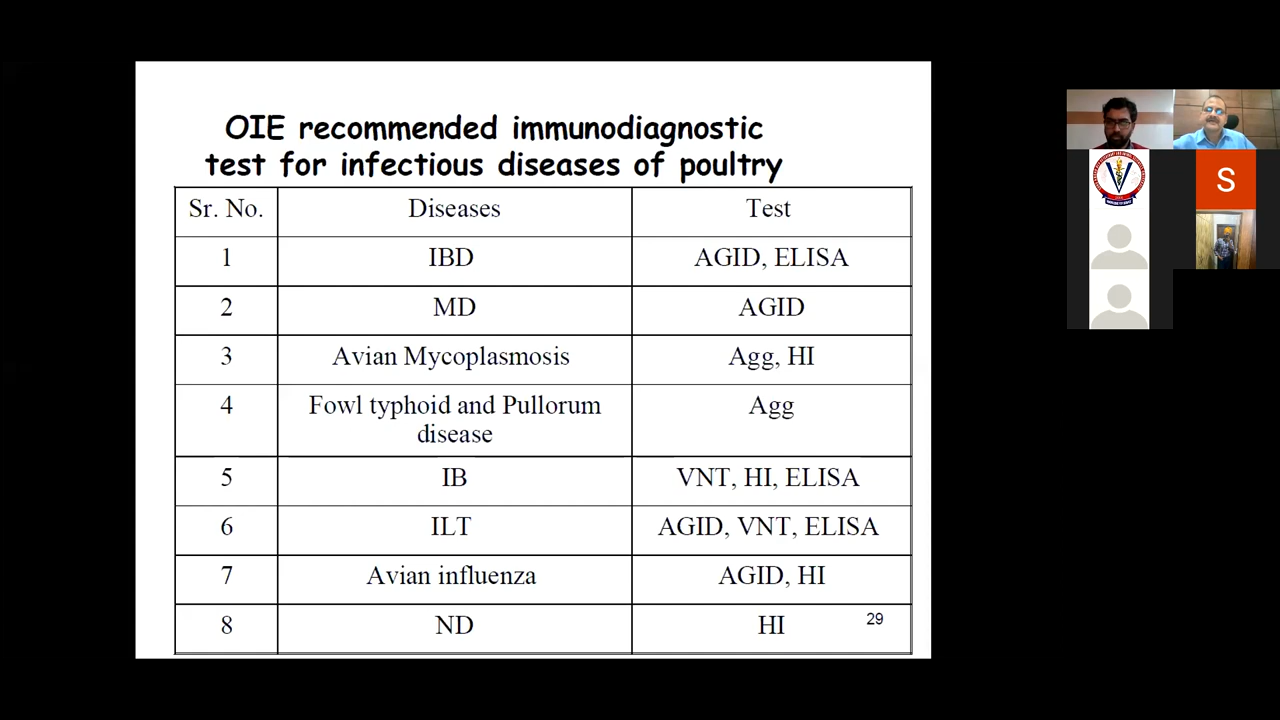 OIE recommended immunodiagnostic
test for infectious diseases of poultry
Sr. No. Diseases Test
1 IBD AGID, ELISA
2 MD AGID
3 Avian Mycoplasmosis Agg, HI
4 Fowl typhoid and Pullorum Agg
disease
5 IB VNT, HI, ELISA
6 ILT AGID, VNT, ELISA
7 Avian influenza AGID, HI
8 ND HI
29
S